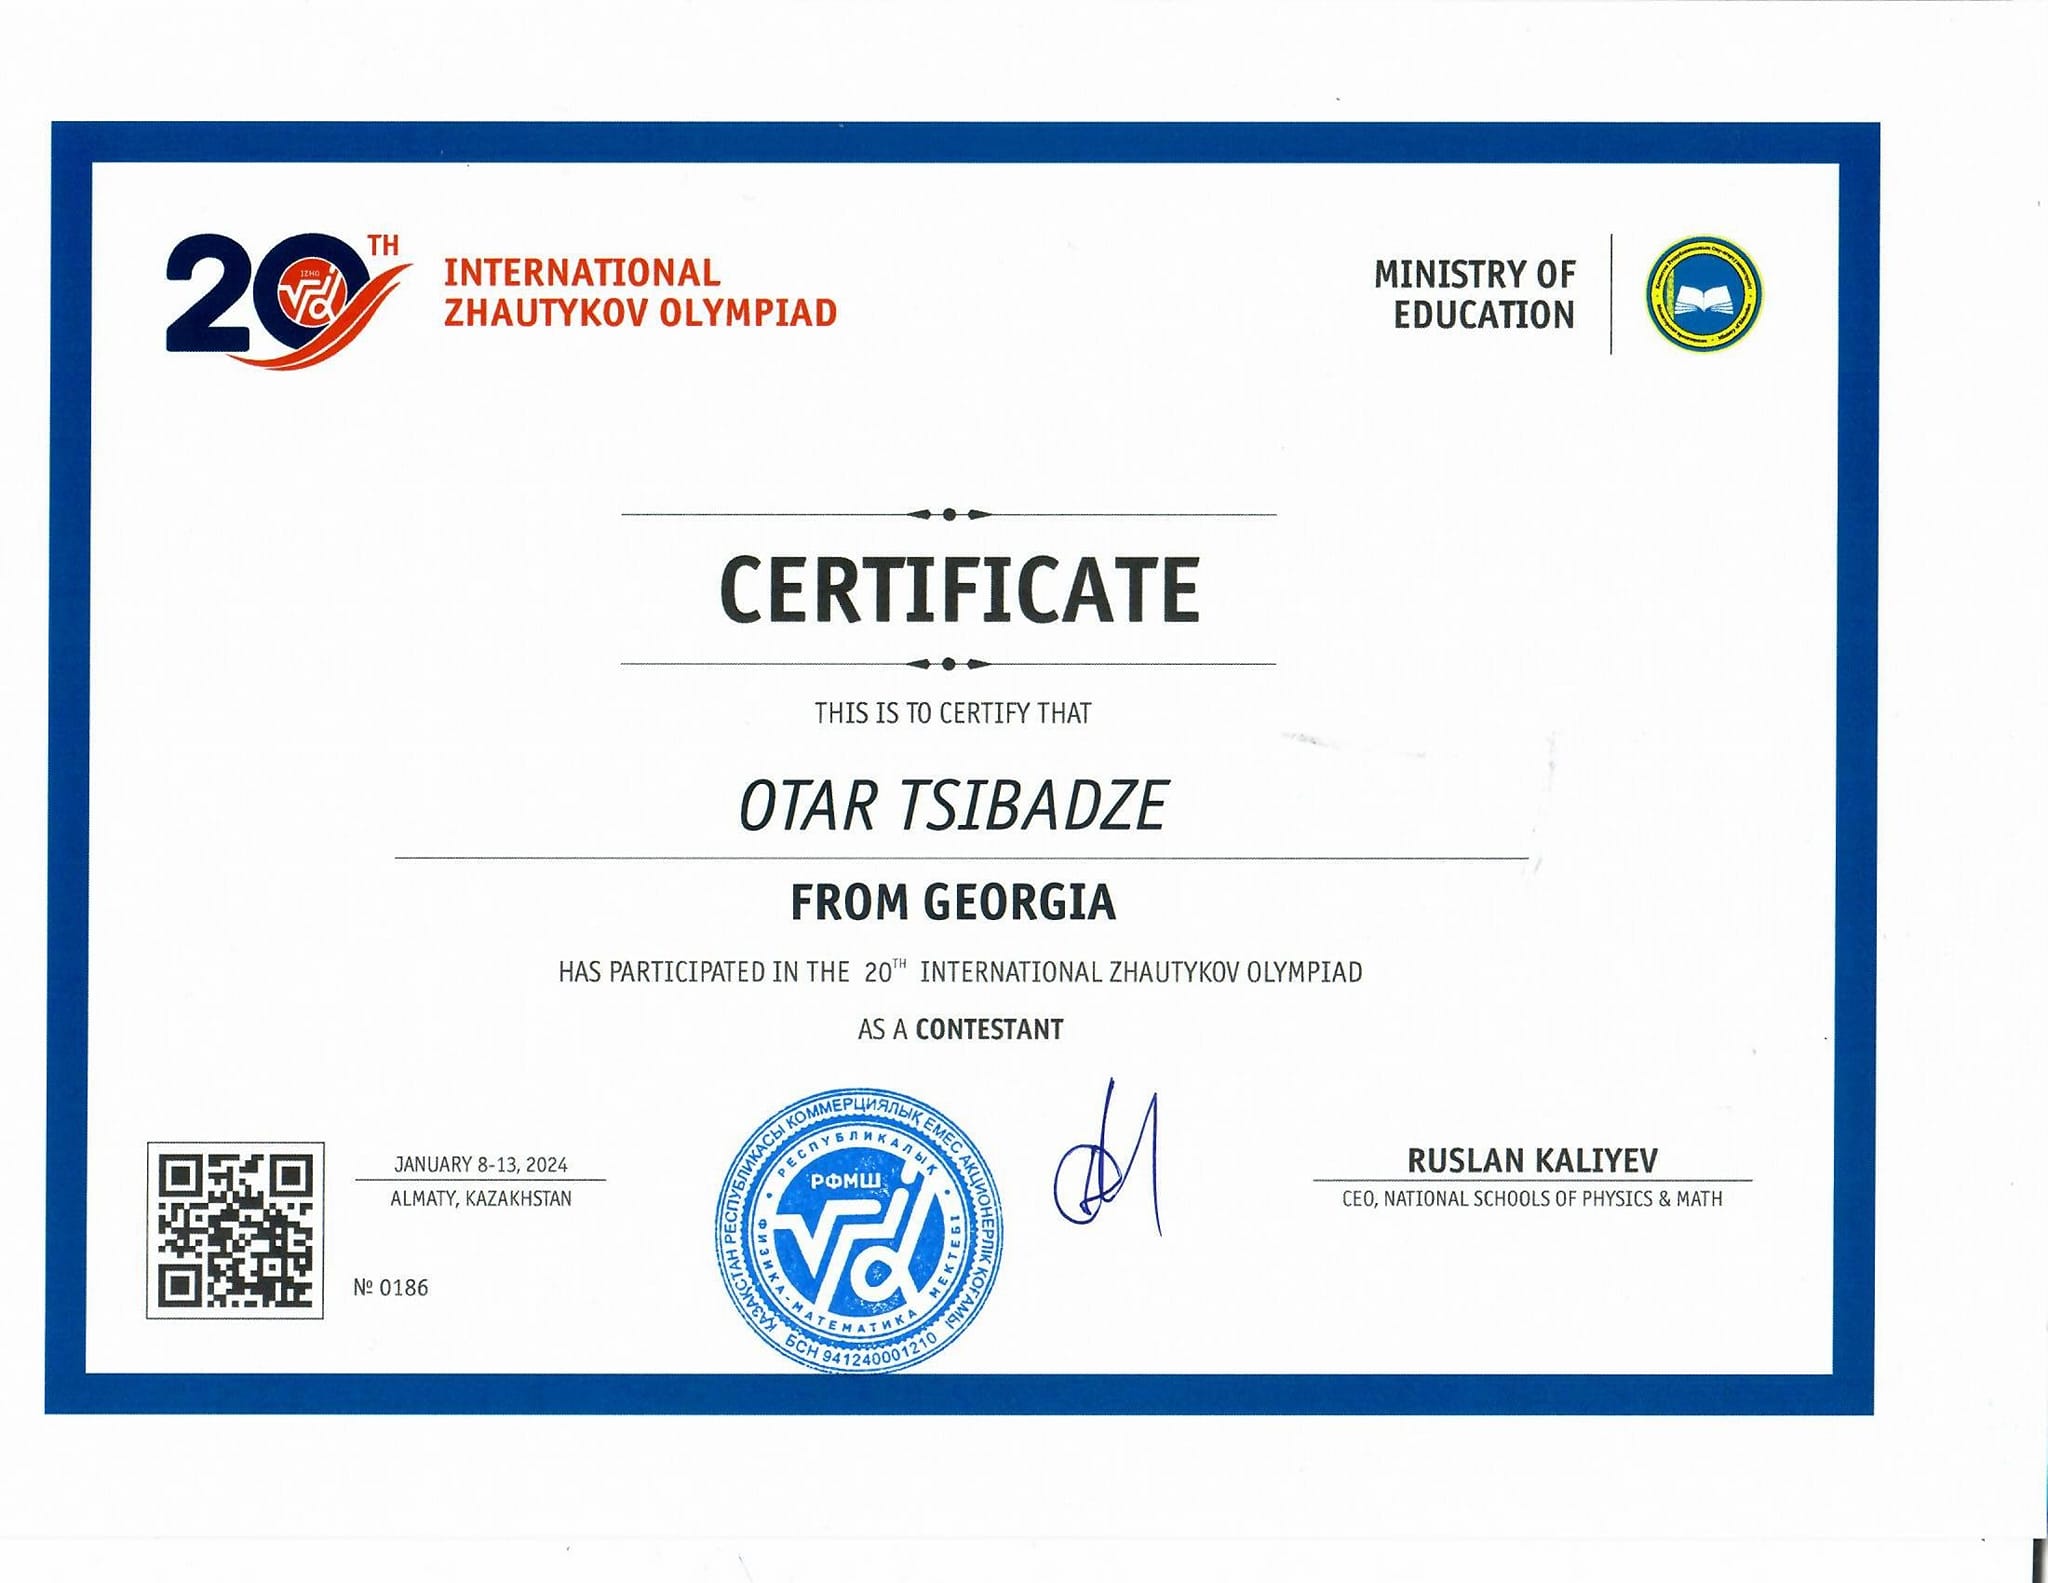 20TH
IZHO
INTERNATIONAL
ZHAUTYKOV OLYMPIAD
MINISTRY OF
EDUCATION
CERTIFICATE
THIS IS TO CERTIFY THAT
OTAR TSIBADZE
FROM GEORGIA
HAS PARTICIPATED IN THE 20TH INTERNATIONAL ZHAUTYKOV OLYMPIAD
AS A CONTESTANT
JANUARY 8-13, 2024
ALMATY, KAZAKHSTAN
№ 0186
ҚАЗАҚСТАН РЕСПУБЛИКАСЫ КОММЕРЦИЯЛЫҚ ЕМЕС АКЦИОНЕРЛІК ҚОҒАМЫ
БСН 941240001210
РЕСПУБЛИКАЛЫҚ
ФИЗИКА-МАТЕМАТИКА МЕКТЕБІ
РФМШ
RUSLAN KALIYEV
CEO, NATIONAL SCHOOLS OF PHYSICS & MATH